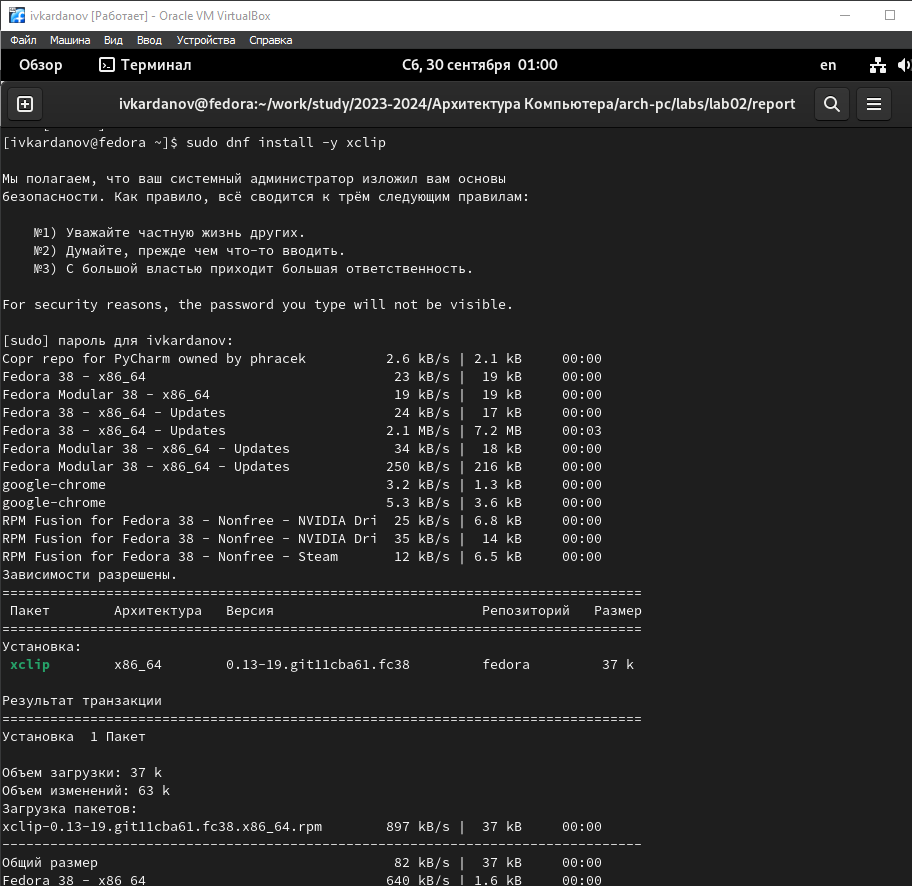 ivkardanov [Работает] - Oracle VM VirtualBox
Файл Машина Вид Ввод Устройства Справка
Обзор Терминал Сб, 30 сентября 01:00 en
ivkardanov@fedora:~/work/study/2023-2024/Архитектура Компьютера/arch-pc/labs/lab02/report
[ivkardanov@fedora ~]$ sudo dnf install -y xclip
Мы полагаем, что ваш системный администратор изложил вам основы
безопасности. Как правило, всё сводится к трём следующим правилам:
№1) Уважайте частную жизнь других.
№2) Думайте, прежде чем что-то вводить.
№3) С большой властью приходит большая ответственность.
For security reasons, the password you type will not be visible.
[sudo] пароль для ivkardanov:
Copr repo for PyCharm owned by phracek 2.6 kB/s | 2.1 kB 00:00
Fedora 38 - x86_64 23 kB/s | 19 kB 00:00
Fedora Modular 38 - x86_64 19 kB/s | 19 kB 00:00
Fedora 38 - x86_64 - Updates 24 kB/s | 17 kB 00:00
Fedora 38 - x86_64 - Updates 2.1 MB/s | 7.2 MB 00:03
Fedora Modular 38 - x86_64 - Updates 34 kB/s | 18 kB 00:00
Fedora Modular 38 - x86_64 - Updates 250 kB/s | 216 kB 00:00
google-chrome 3.2 kB/s | 1.3 kB 00:00
google-chrome 5.3 kB/s | 3.6 kB 00:00
RPM Fusion for Fedora 38 - Nonfree - NVIDIA Dri 25 kB/s | 6.8 kB 00:00
RPM Fusion for Fedora 38 - Nonfree - NVIDIA Dri 35 kB/s | 14 kB 00:00
RPM Fusion for Fedora 38 - Nonfree - Steam 12 kB/s | 6.5 kB 00:00
Зависимости разрешены.
================================================================================
Пакет Архитектура Версия Репозиторий Размер
================================================================================
Установка:
xclip x86_64 0.13-19.git11cba61.fc38 fedora 37 k
Результат транзакции
================================================================================
Установка 1 Пакет
Объем загрузки: 37 k
Объем изменений: 63 k
Загрузка пакетов:
xclip-0.13-19.git11cba61.fc38.x86_64.rpm 897 kB/s | 37 kB 00:00
--------------------------------------------------------------------------------
Общий размер 82 kB/s | 37 kB 00:00
Fedora 38 - x86_64 640 kB/s | 1.6 kB 00:00